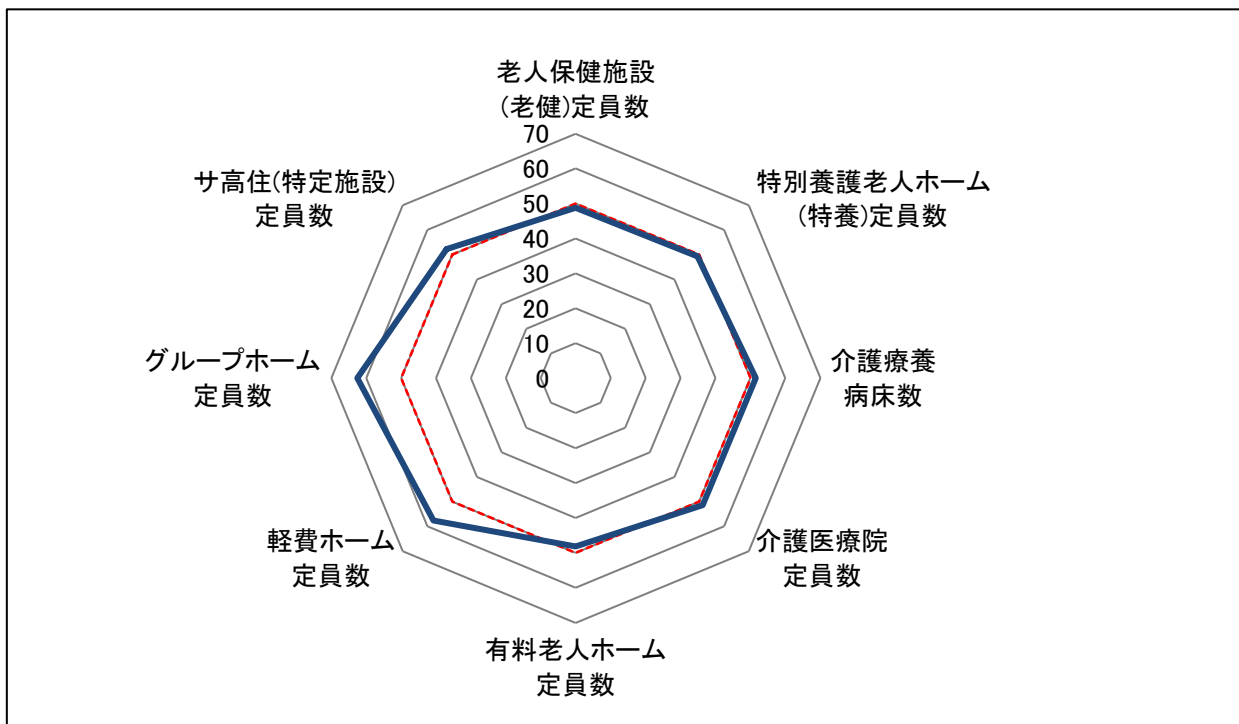 老人保健施設
(老健)定員数
特別養護老人ホーム
(特養)定員数
介護療養
病床数
介護医療院
定員数
有料老人ホーム
定員数
軽費ホーム
定員数
グループホーム
定員数
サ高住(特定施設)
定員数
70
60
50
40
30
20
10
0